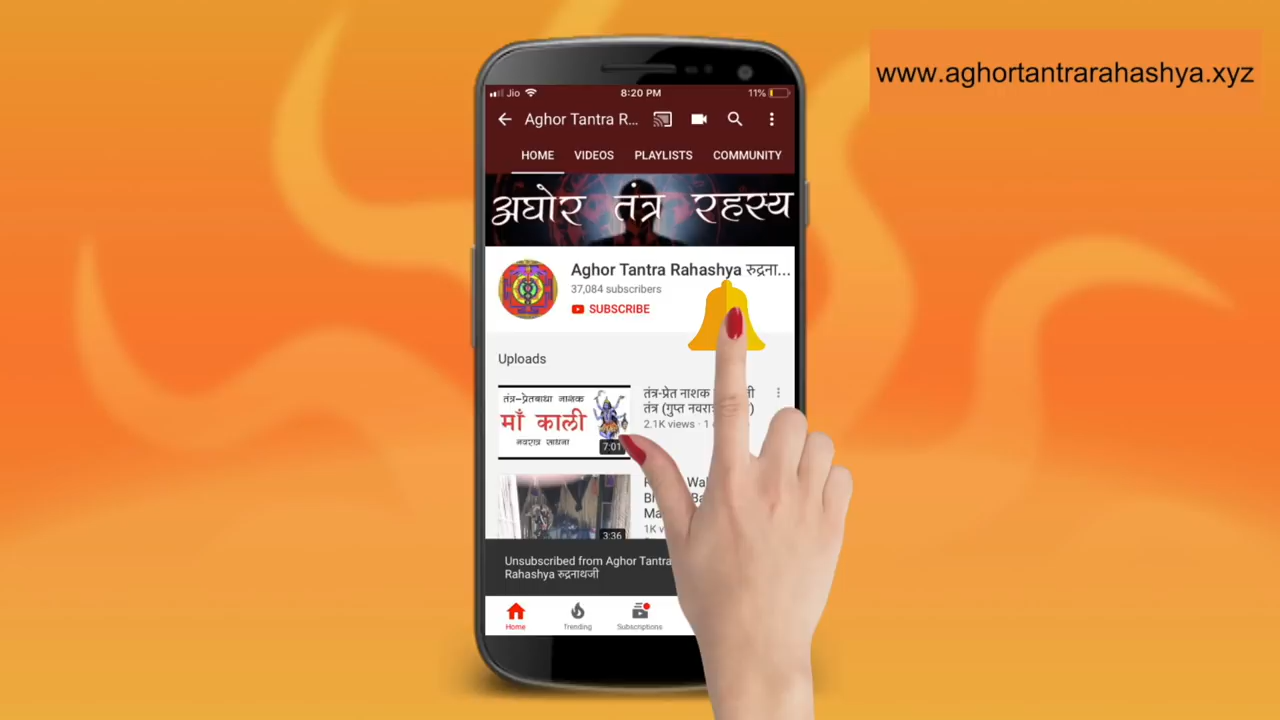 www.aghortantrarahashya.xyz
Jio
8:20 PM
11%
Aghor Tantra R...
HOME
VIDEOS
PLAYLISTS
COMMUNITY
अघोर तंत्र रहस्य
Aghor Tantra Rahashya रुद्रना...
37,084 subscribers
SUBSCRIBE
Uploads
तंत्र-प्रेतबाधा नाशक
माँ काली
नवरात्र साधना
7:01
तंत्र-प्रेत नाशक
तंत्र (गुप्त
2.1K views
3:36
Unsubscribed from Aghor Tantra
Rahashya रुद्रनाथजी
Home
Trending
Subscriptions